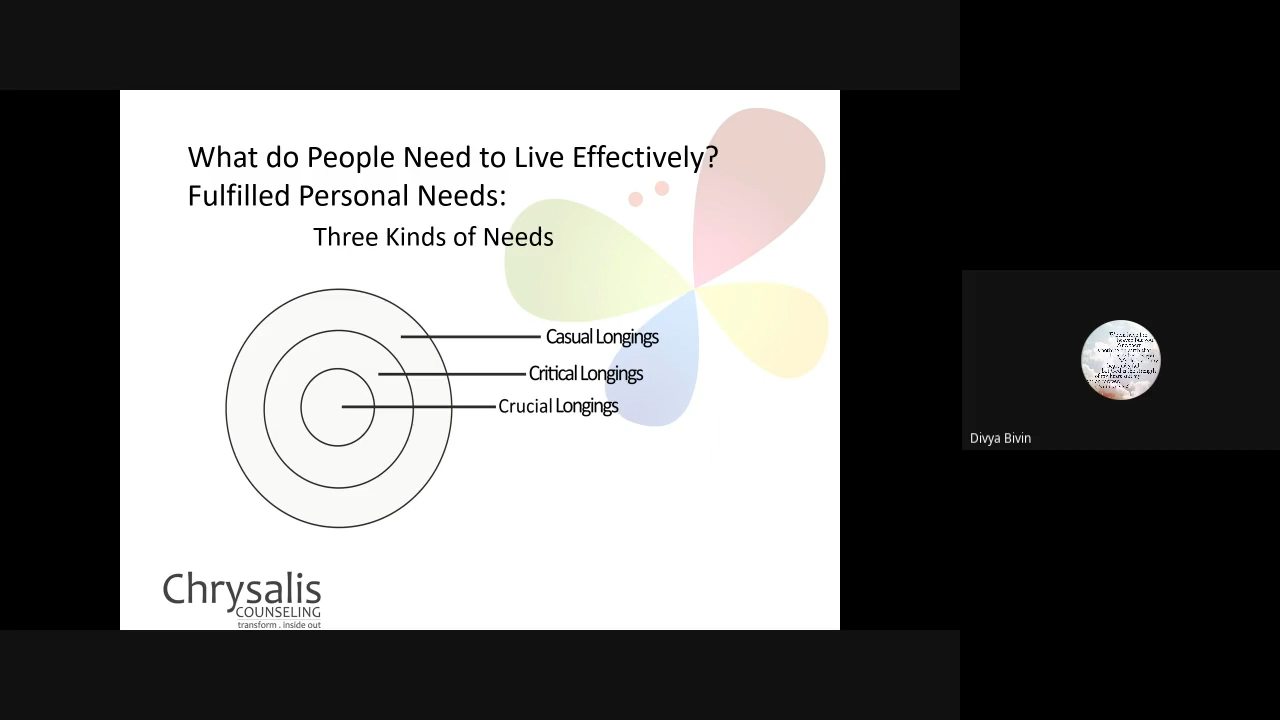 What do People Need to Live Effectively?
Fulfilled Personal Needs:
Three Kinds of Needs
Casual Longings
Critical Longings
Crucial Longings
Chrysalis
COUNSELING
transform . inside out
Divya Bivin